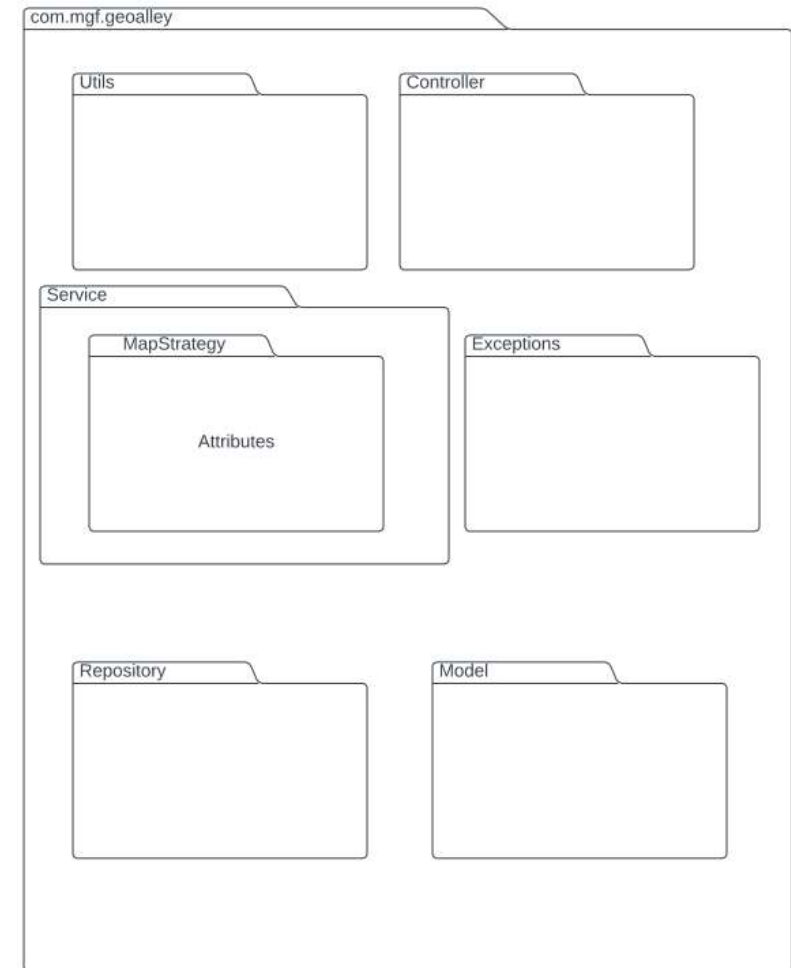 com.mgf.geoalley
Utils
Controller
Service
MapStrategy
Exceptions
Attributes
Repository
Model